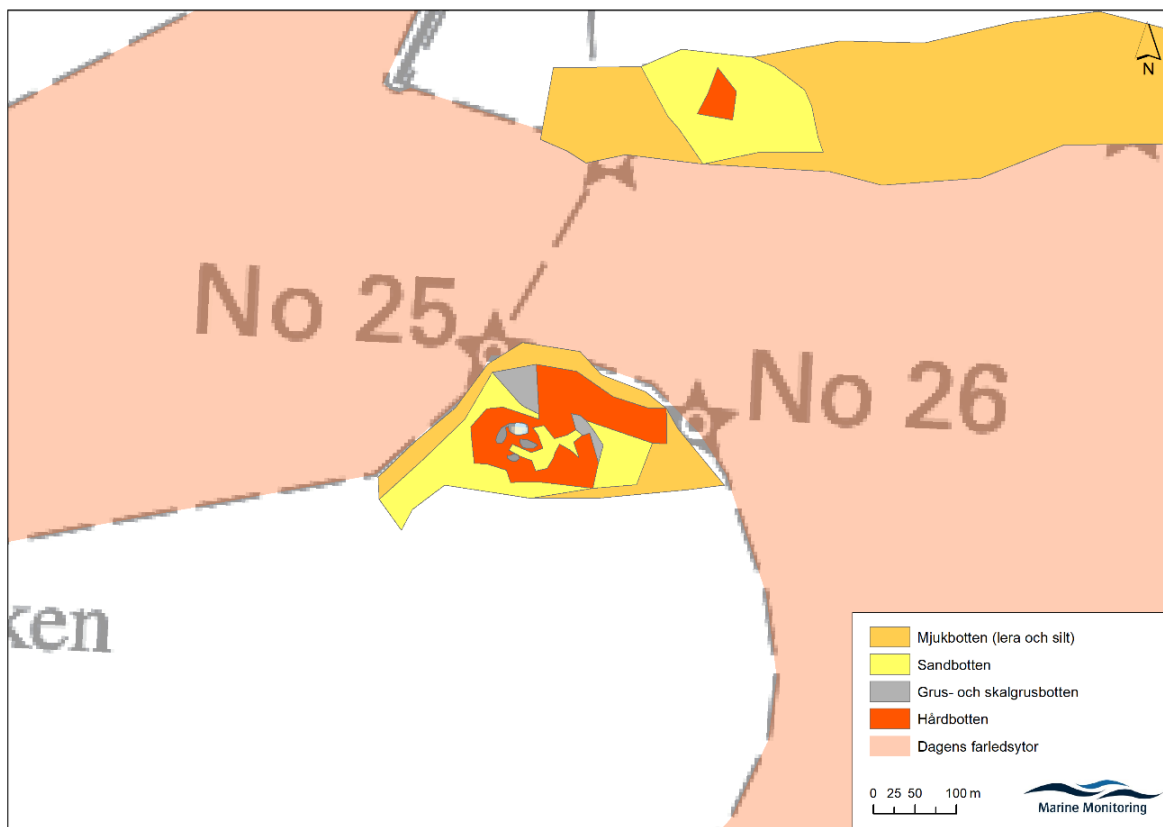 N
No 25
No 26
ken
Mjukbotten (lera och silt)
Sandbotten
Grus- och skalgrusbotten
Hårdbotten
Dagens farledsytor
0 25 50 100 m
Marine Monitoring